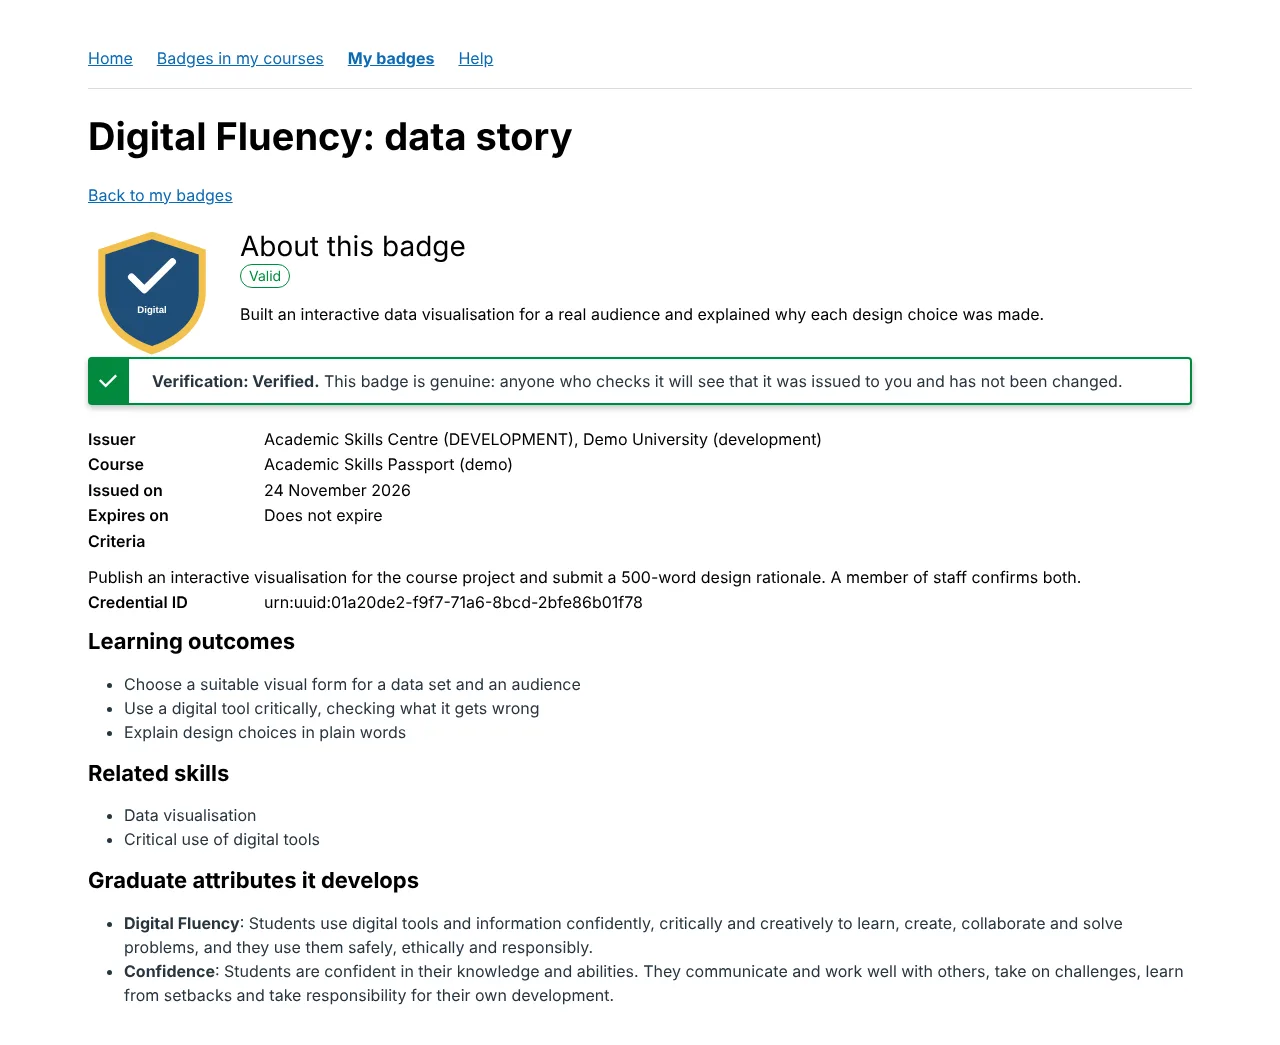 Home Badges in my courses My badges Help
Digital Fluency: data story
Back to my badges
Digital
About this badge
Valid
Built an interactive data visualisation for a real audience and explained why each design choice was made.
Verification: Verified. This badge is genuine: anyone who checks it will see that it was issued to you and has not been changed.
Issuer Academic Skills Centre (DEVELOPMENT), Demo University (development)
Course Academic Skills Passport (demo)
Issued on 24 November 2026
Expires on Does not expire
Criteria
Publish an interactive visualisation for the course project and submit a 500-word design rationale. A member of staff confirms both.
Credential ID urn:uuid:01a20de2-f9f7-71a6-8bcd-2bfe86b01f78
Learning outcomes
• Choose a suitable visual form for a data set and an audience
• Use a digital tool critically, checking what it gets wrong
• Explain design choices in plain words
Related skills
• Data visualisation
• Critical use of digital tools
Graduate attributes it develops
• Digital Fluency: Students use digital tools and information confidently, critically and creatively to learn, create, collaborate and solve
problems, and they use them safely, ethically and responsibly.
• Confidence: Students are confident in their knowledge and abilities. They communicate and work well with others, take on challenges, learn
from setbacks and take responsibility for their own development.